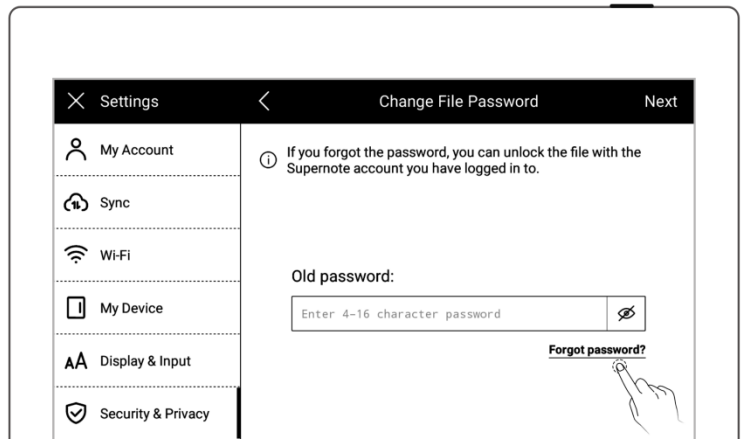 Settings
Change File Password
Next
My Account
Sync
Wi-Fi
My Device
Display & Input
Security & Privacy
If you forgot the password, you can unlock the file with the
Supernote account you have logged in to.
Old password:
Enter 4–16 character password
Forgot password?